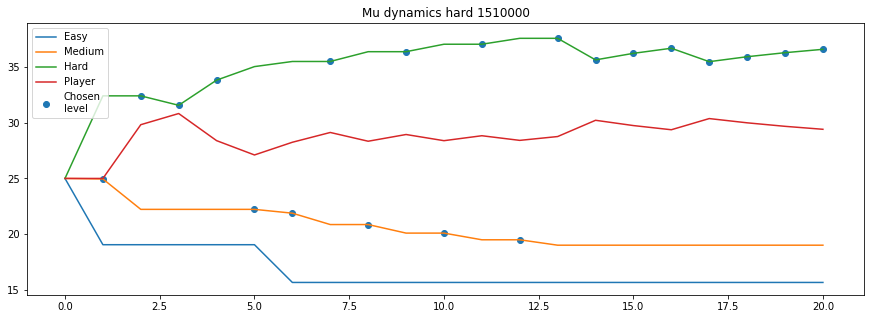 Mu dynamics hard 1510000
Easy
Medium
Hard
Player
Chosen
level
35
30
25
20
15
0.0 2.5 5.0 7.5 10.0 12.5 15.0 17.5 20.0